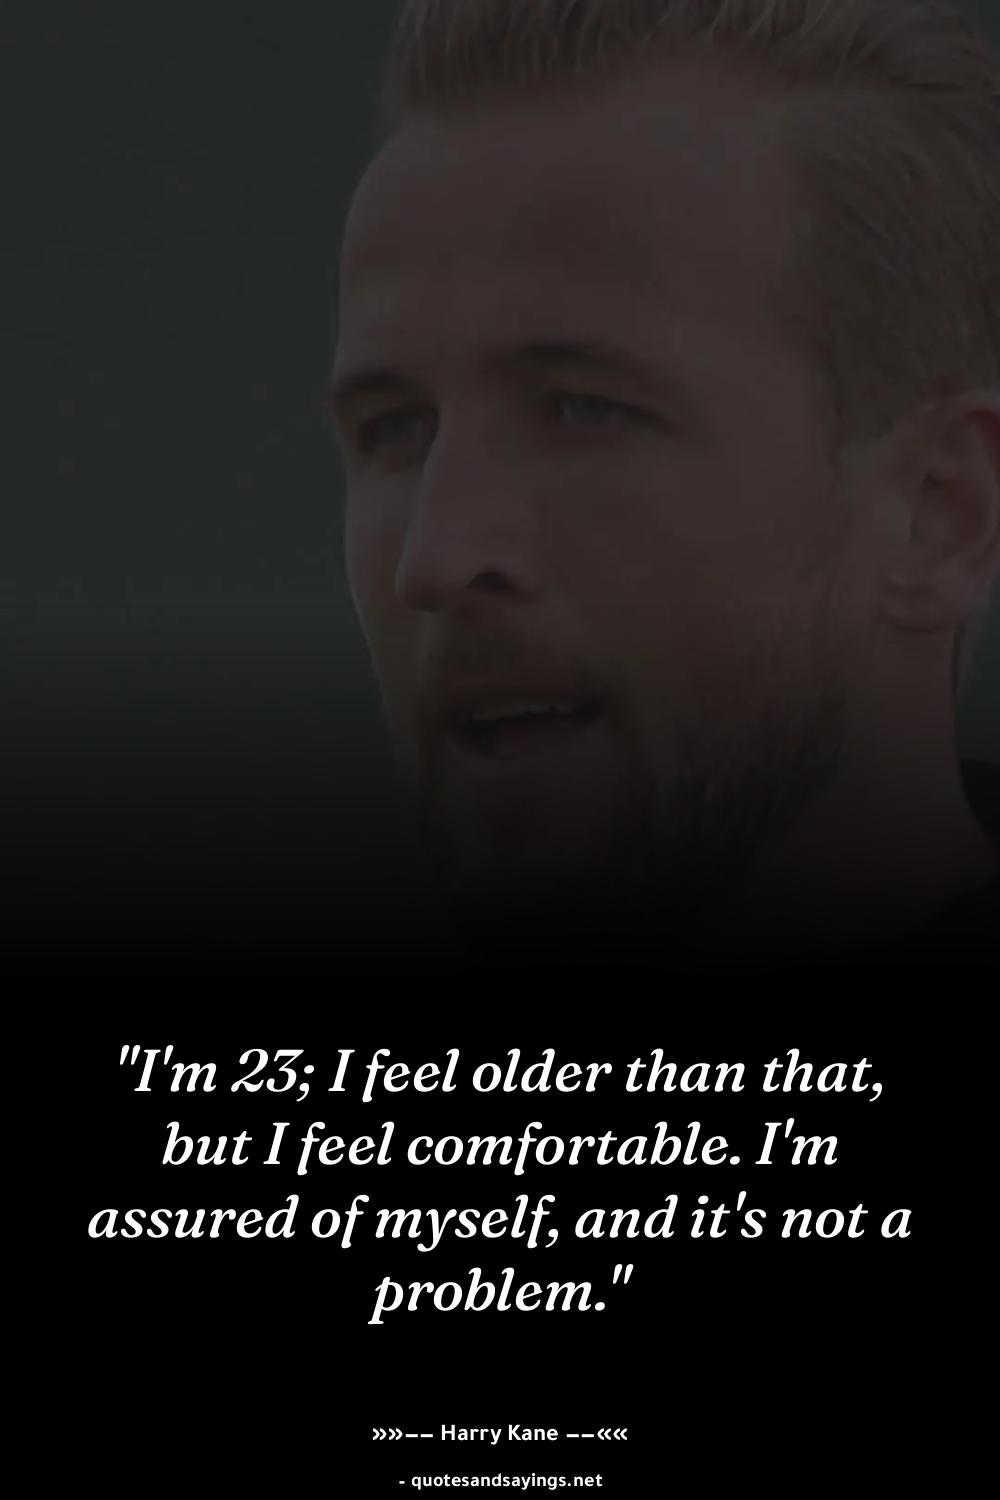 "I'm 23; I feel older than that,
but I feel comfortable. I'm
assured of myself, and it's not a
problem."
»»–– Harry Kane ––««
- quotesandsayings.net